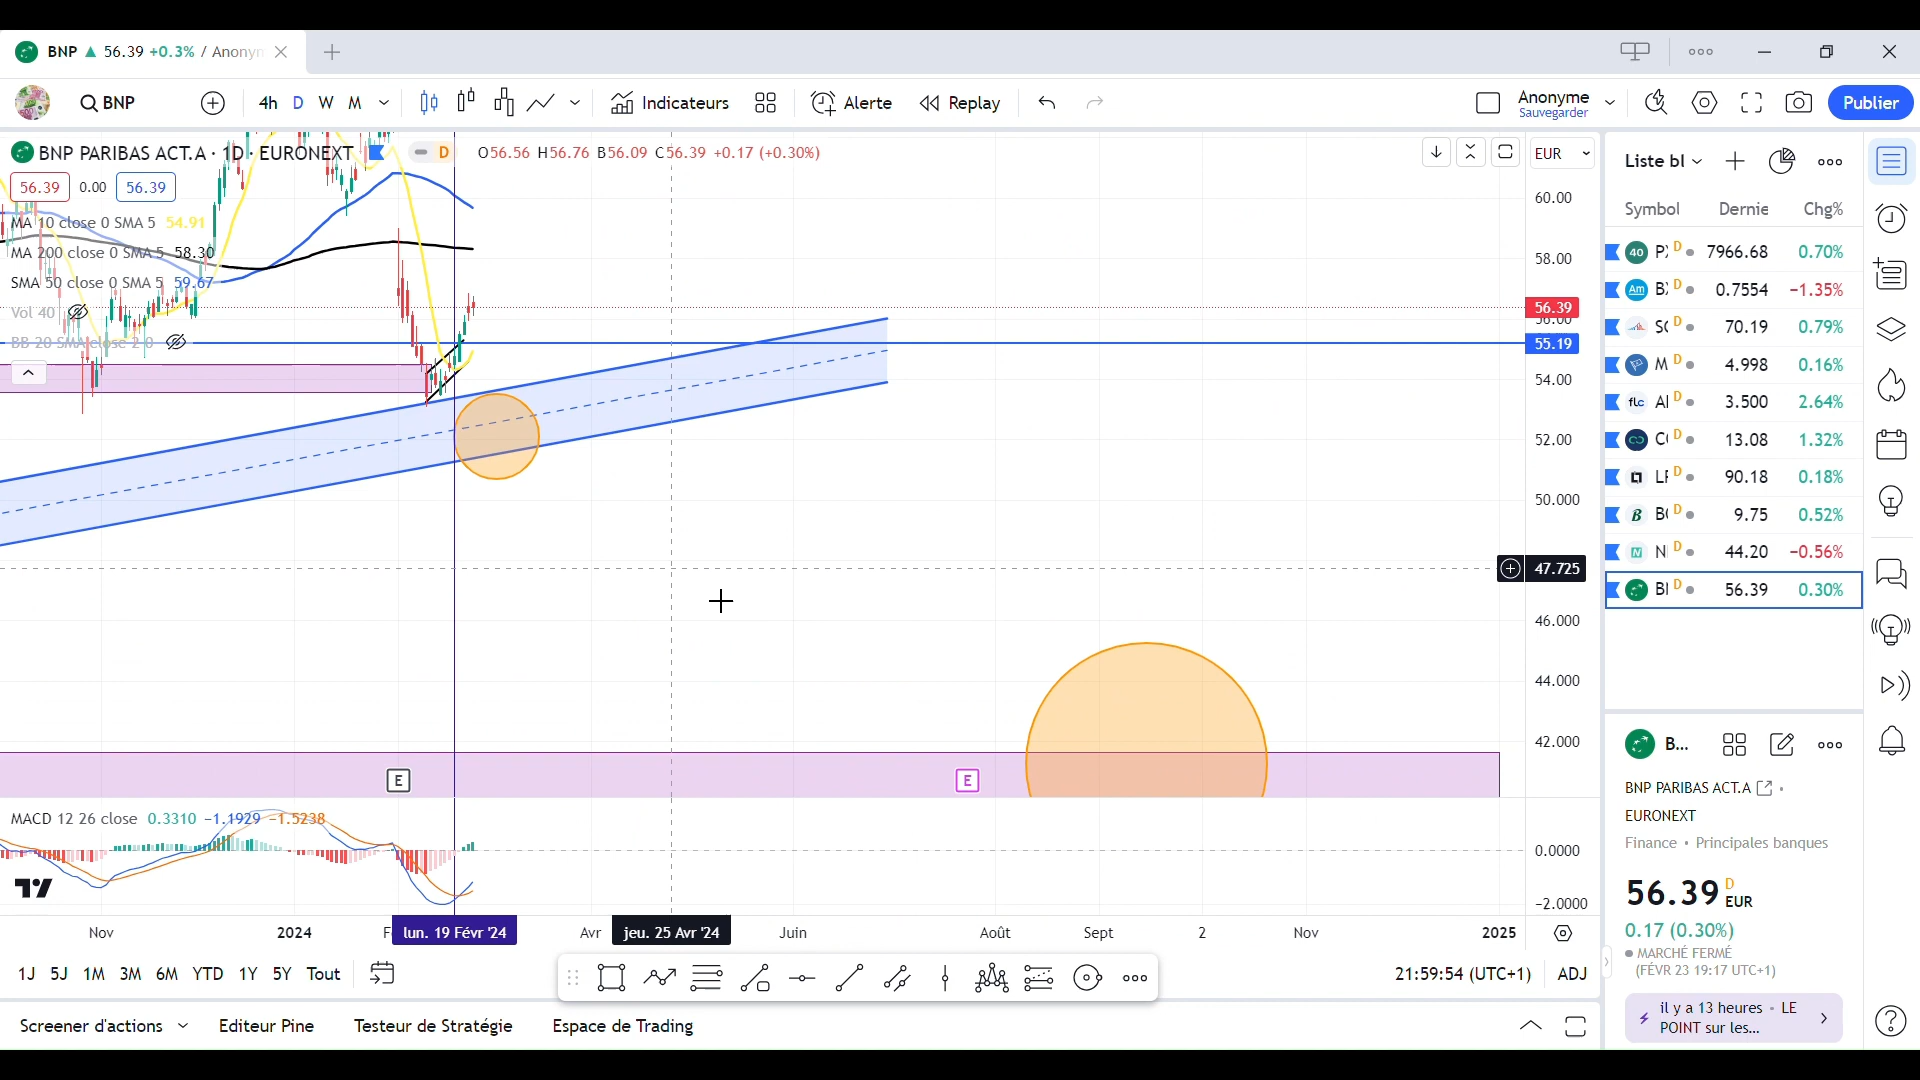 BNP ▲ 56.39 +0.3% / Anonym
BNP
4h D W M
Indicateurs
Alerte
Replay
Anonyme
Sauvegarder
Publier
BNP PARIBAS ACT.A · 1D · EURONEXT
D
O56.56 H56.76 B56.09 C56.39 +0.17 (+0.30%)
EUR
56.39 0.00 56.39
MA 10 close 0 SMA 5 54.91
MA 200 close 0 SMA 5 58.30
SMA 50 close 0 SMA 5 59.67
Vol 40
BB 20 SMA close 2 0
60.00
58.00
56.39
56.00
55.19
54.00
52.00
50.000
47.725
46.000
44.000
42.000
E
E
MACD 12 26 close 0.3310 −1.1929 −1.5238
0.0000
−2.0000
Nov 2024 F lun. 19 Févr '24 Avr jeu. 25 Avr '24 Juin Août Sept 2 Nov 2025
1J 5J 1M 3M 6M YTD 1Y 5Y Tout
21:59:54 (UTC+1) ADJ
Screener d'actions Editeur Pine Testeur de Stratégie Espace de Trading
Liste bl
Symbol Dernie Chg%
40 D 7966.68 0.70%
Am D 0.7554 −1.35%
D 70.19 0.79%
M D 4.998 0.16%
flc D 3.500 2.64%
D 13.08 1.32%
D 90.18 0.18%
B D 9.75 0.52%
N D 44.20 −0.56%
D 56.39 0.30%
B...
BNP PARIBAS ACT.A
EURONEXT
Finance • Principales banques
56.39 D EUR
0.17 (0.30%)
MARCHÉ FERMÉ
(FÉVR 23 19:17 UTC+1)
il y a 13 heures • LE
POINT sur les...